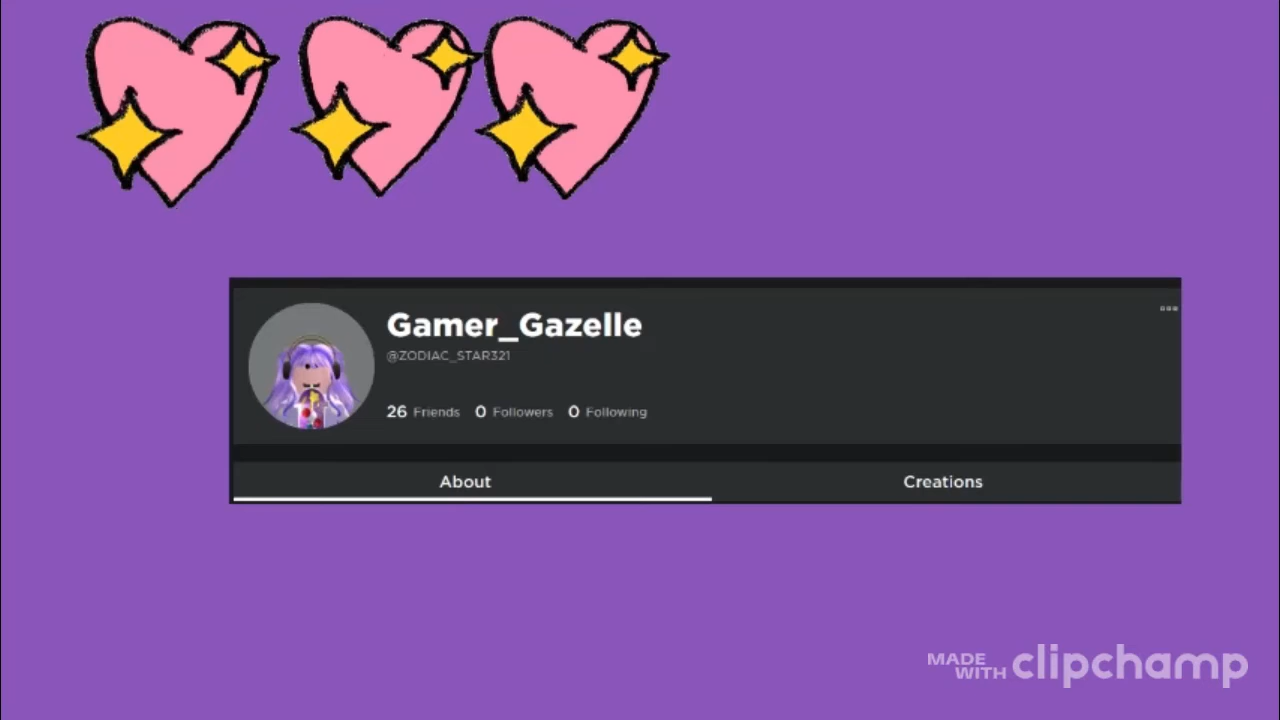 Gamer_Gazelle
@ZODIAC_STAR321
26 Friends 0 Followers 0 Following
About Creations
MADE WITH clipchamp